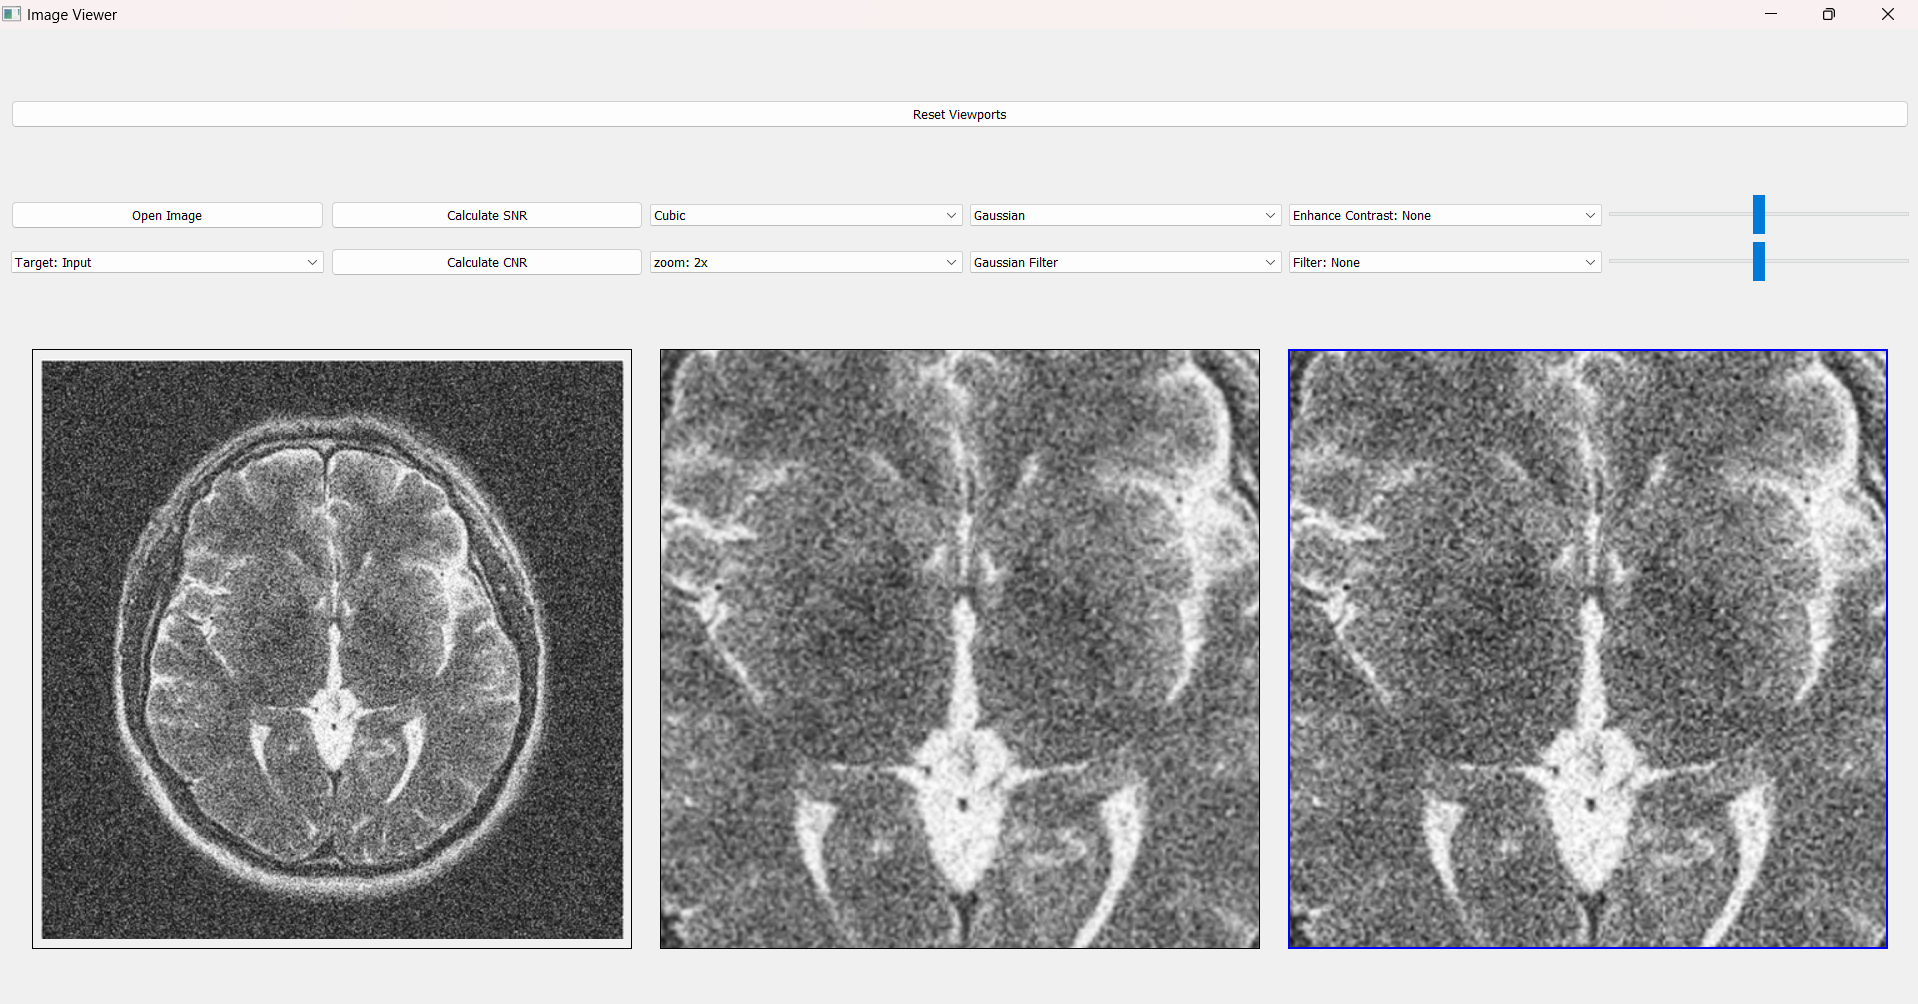 Image Viewer
Reset Viewports
Open Image
Calculate SNR
Cubic
Gaussian
Enhance Contrast: None
Target: Input
Calculate CNR
zoom: 2x
Gaussian Filter
Filter: None